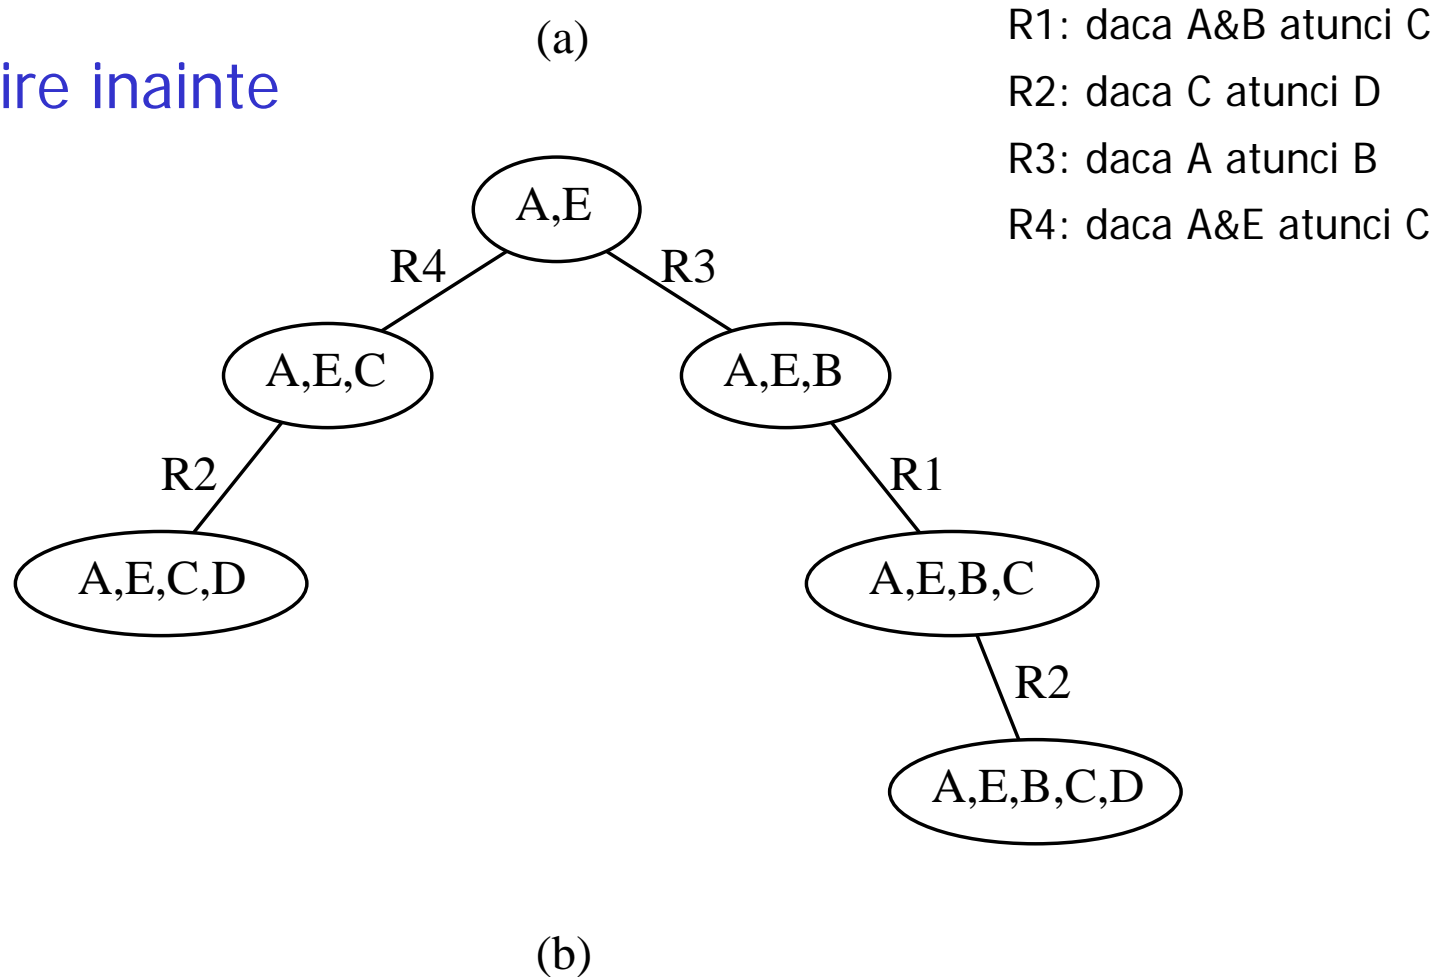 (a)
R1: daca A&B atunci C
ire inainte
R2: daca C atunci D
R3: daca A atunci B
A,E
R4: daca A&E atunci C
R4
R3
A,E,C
A,E,B
R2
R1
A,E,C,D
A,E,B,C
R2
A,E,B,C,D
(b)